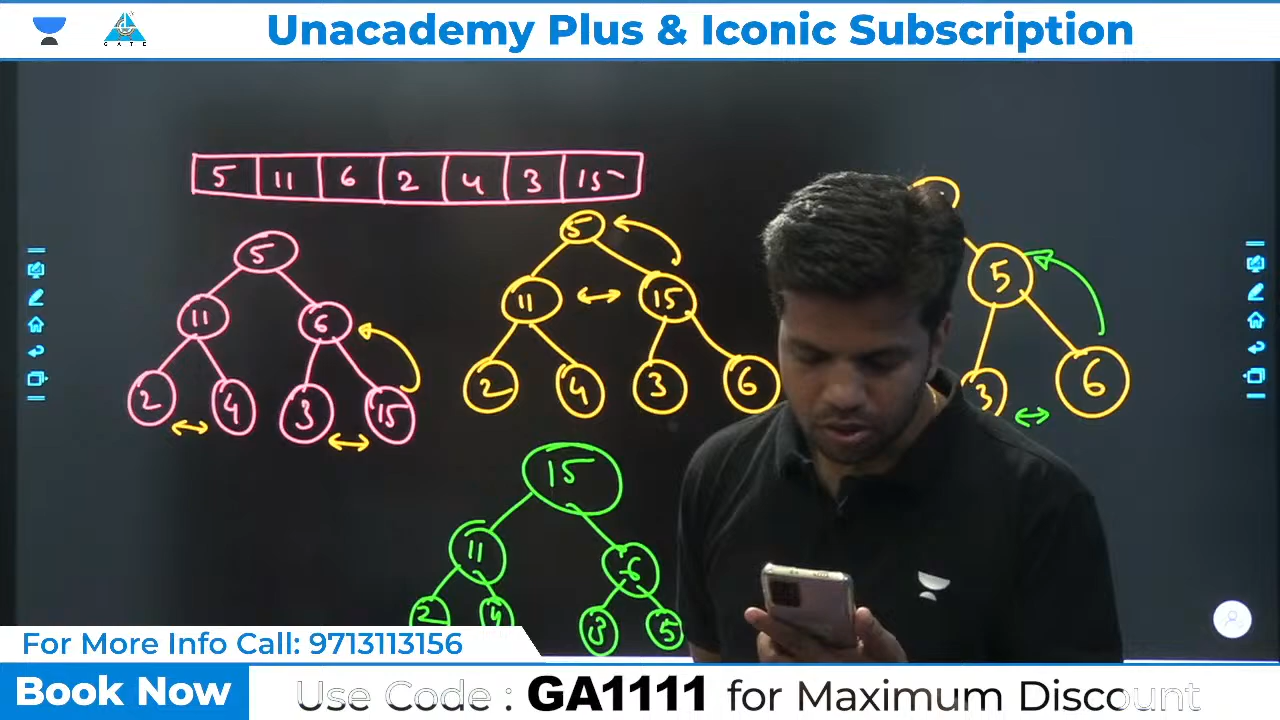 Unacademy Plus & Iconic Subscription
GATE
5 11 6 2 4 3 15
5
11 6
2 4 3 15
5
11 15
2 4 3 6
5
3 6
15
11 6
2 4 3 5
For More Info Call: 9713113156
Book Now
Use Code : GA1111 for Maximum Discount